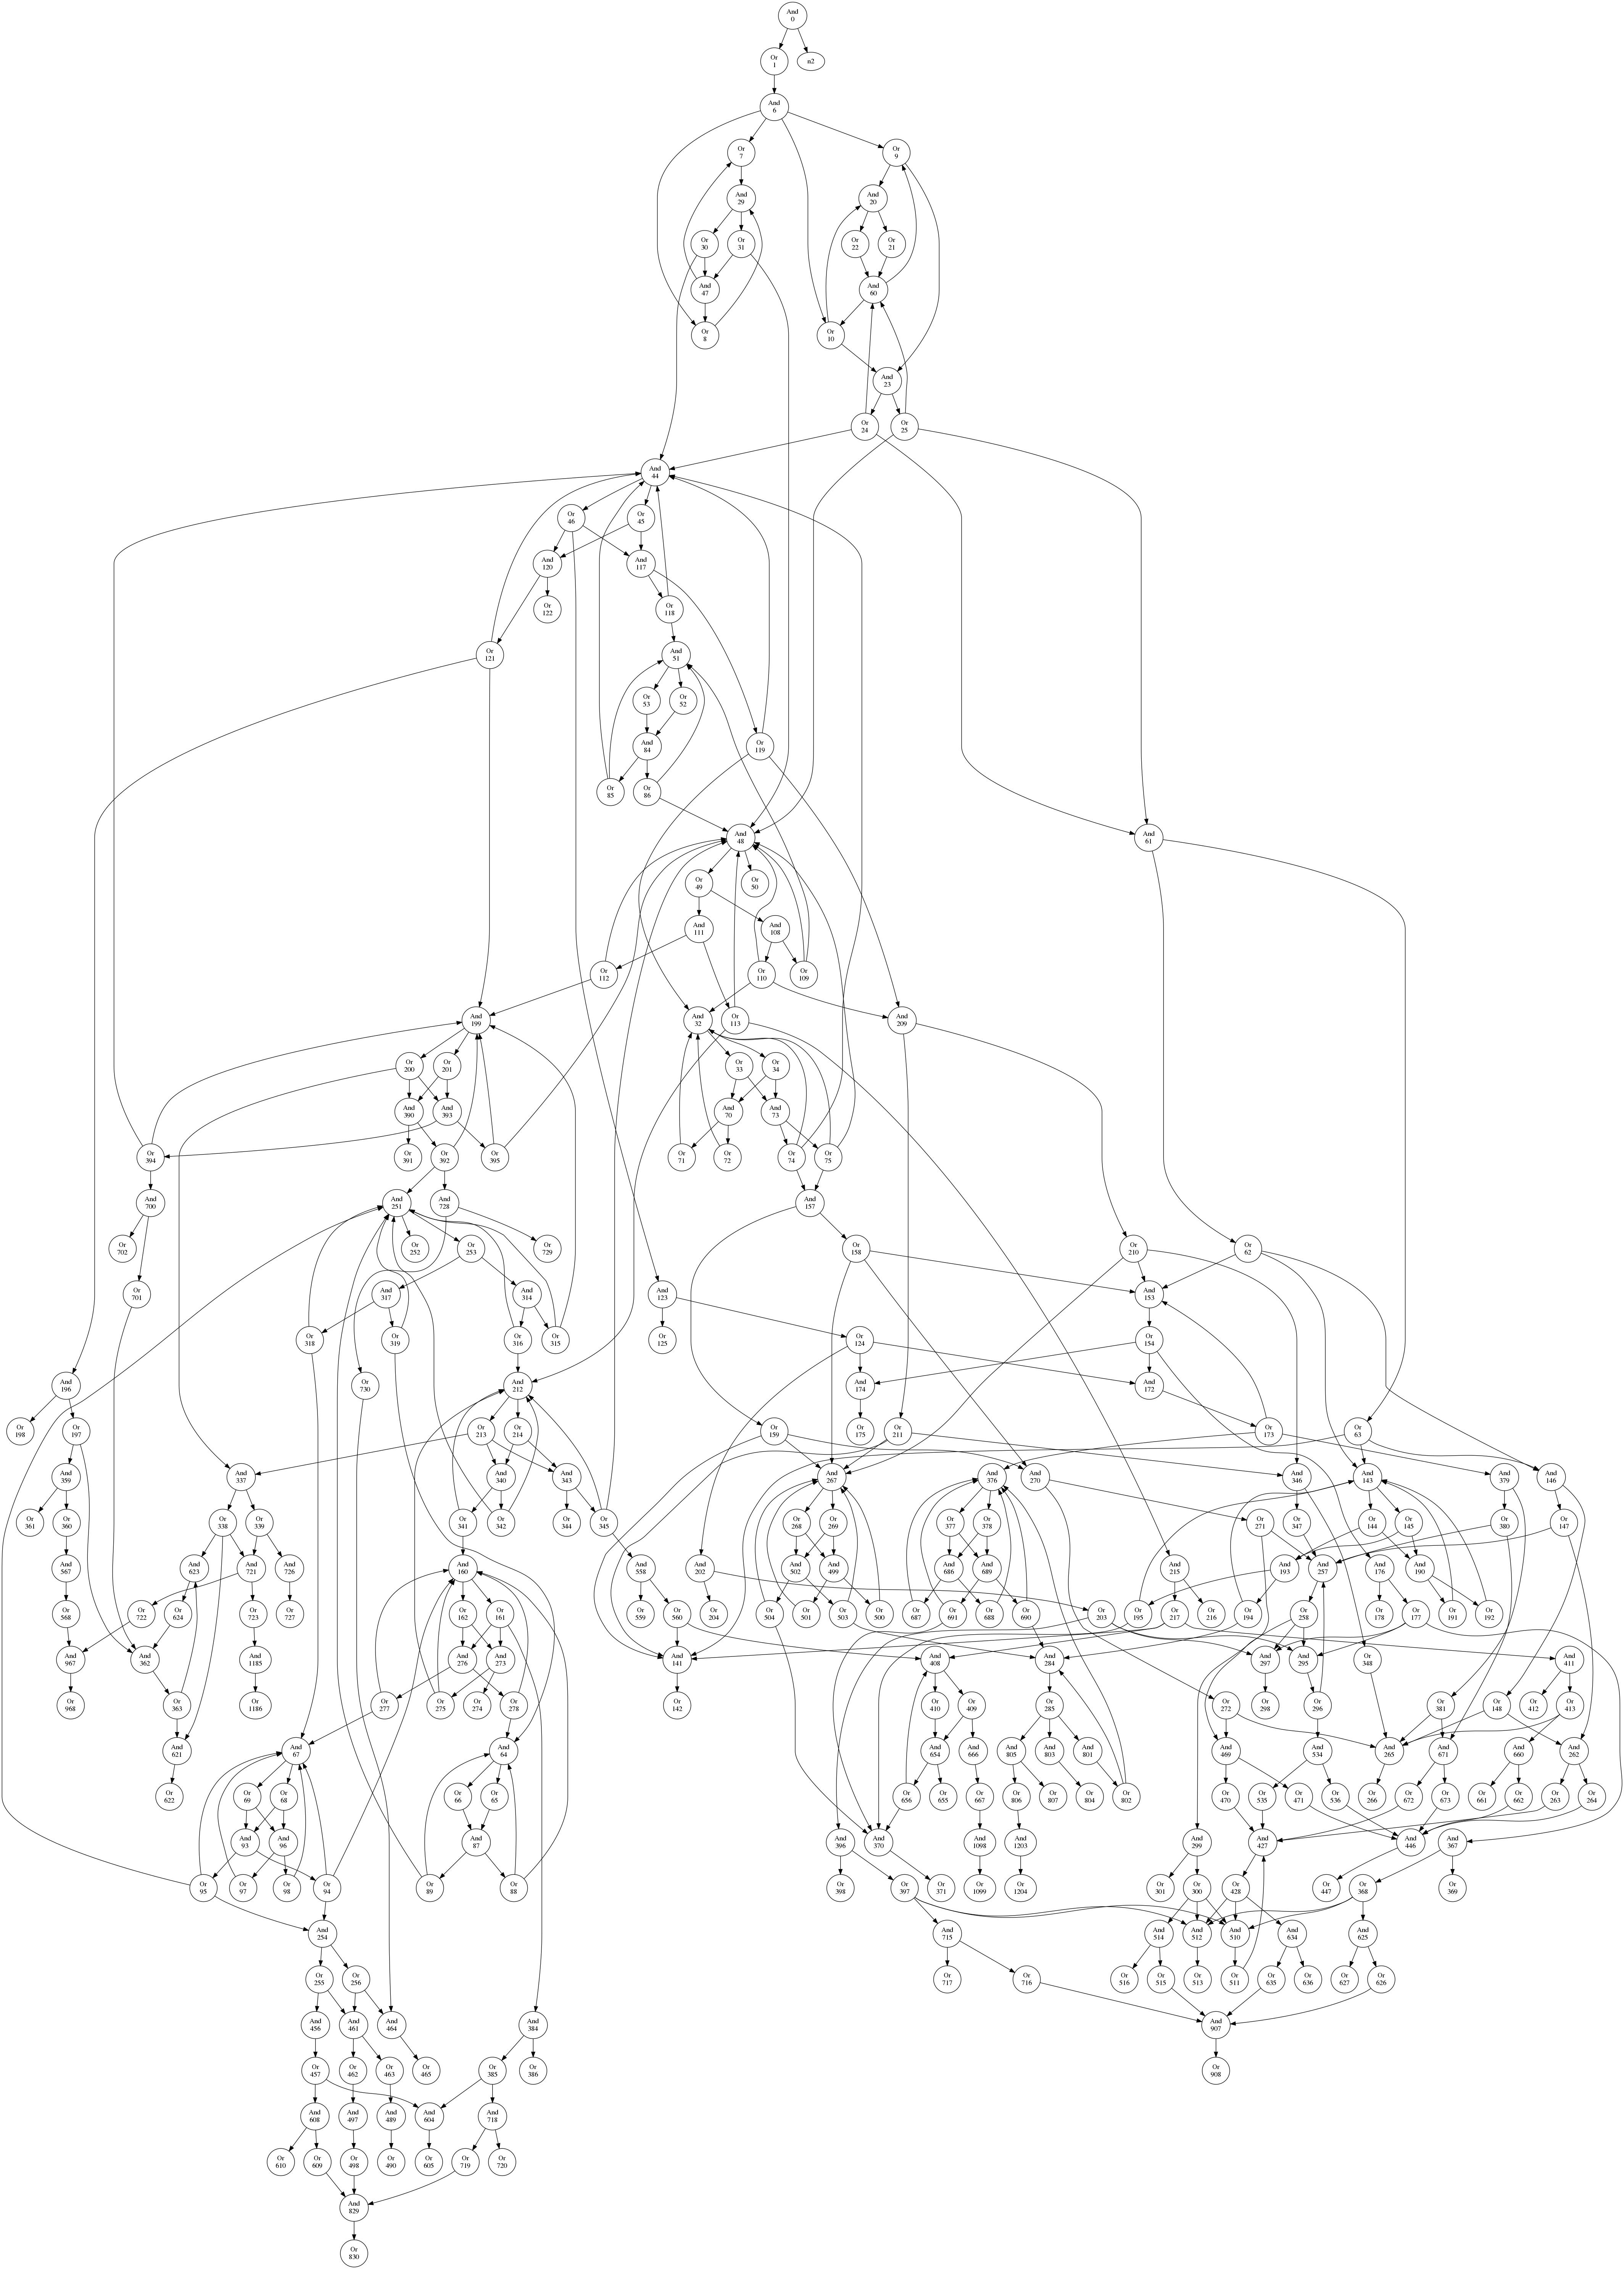 And
0
Or
1
n2
And
6
Or
7
Or
9
And
29
And
20
Or
30
Or
31
Or
22
Or
21
And
47
And
60
Or
8
Or
10
And
23
Or
24
Or
25
And
44
Or
46
Or
45
And
120
And
117
Or
122
Or
118
Or
121
And
51
Or
53
Or
52
And
84
Or
119
Or
85
Or
86
And
48
And
61
Or
49
Or
50
And
111
And
108
Or
112
Or
110
Or
109
And
199
And
32
Or
113
And
209
Or
200
Or
201
Or
33
Or
34
And
390
And
393
And
70
And
73
Or
394
Or
391
Or
392
Or
395
Or
71
Or
72
Or
74
Or
75
And
700
And
251
And
728
And
157
Or
702
Or
252
Or
253
Or
729
Or
158
Or
210
Or
62
Or
701
And
317
And
314
And
123
And
153
Or
318
Or
319
Or
316
Or
315
Or
125
Or
124
Or
154
And
196
Or
730
And
212
And
174
And
172
Or
198
Or
197
Or
213
Or
214
Or
159
Or
175
Or
211
Or
173
Or
63
And
359
And
337
And
340
And
343
And
267
And
376
And
270
And
346
And
143
And
379
And
146
Or
361
Or
360
Or
338
Or
339
Or
341
Or
342
Or
344
Or
345
Or
268
Or
269
Or
377
Or
378
Or
271
Or
347
Or
144
Or
145
Or
380
Or
147
And
567
And
623
And
721
And
726
And
160
And
558
And
202
And
502
And
499
And
686
And
689
And
215
And
193
And
257
Or
176
And
190
Or
568
Or
722
Or
624
Or
723
Or
727
Or
162
Or
161
Or
559
Or
560
Or
204
Or
504
Or
501
Or
503
Or
500
Or
687
Or
691
Or
688
Or
690
Or
203
Or
195
Or
217
Or
216
Or
194
Or
258
Or
178
Or
177
Or
191
Or
192
And
967
And
362
And
1185
And
276
And
273
And
141
And
408
And
284
And
297
And
295
Or
348
And
411
Or
968
Or
363
Or
1186
Or
277
Or
275
Or
274
Or
278
Or
142
Or
410
Or
409
Or
285
Or
272
Or
298
Or
296
Or
381
Or
148
Or
412
Or
413
And
621
And
67
And
64
And
654
And
666
And
805
And
803
And
801
And
469
And
534
And
265
And
671
And
660
And
262
Or
622
Or
69
Or
68
Or
66
Or
65
Or
656
Or
655
Or
667
Or
806
Or
807
Or
804
Or
802
Or
470
Or
535
Or
471
Or
536
Or
266
Or
672
Or
673
Or
661
Or
662
Or
263
Or
264
And
93
And
96
And
87
And
396
And
370
And
1098
And
1203
And
299
And
427
And
446
And
367
Or
95
Or
97
Or
98
Or
94
Or
89
Or
88
Or
398
Or
397
Or
371
Or
1099
Or
1204
Or
301
Or
300
Or
428
Or
447
Or
368
Or
369
And
254
And
715
And
514
And
512
And
510
And
634
And
625
Or
255
Or
256
Or
717
Or
716
Or
516
Or
515
Or
513
Or
511
Or
635
Or
636
Or
627
Or
626
And
456
And
461
And
464
And
384
And
907
Or
457
Or
462
Or
463
Or
465
Or
385
Or
386
Or
908
And
608
And
497
And
489
And
604
And
718
Or
610
Or
609
Or
498
Or
490
Or
605
Or
719
Or
720
And
829
Or
830